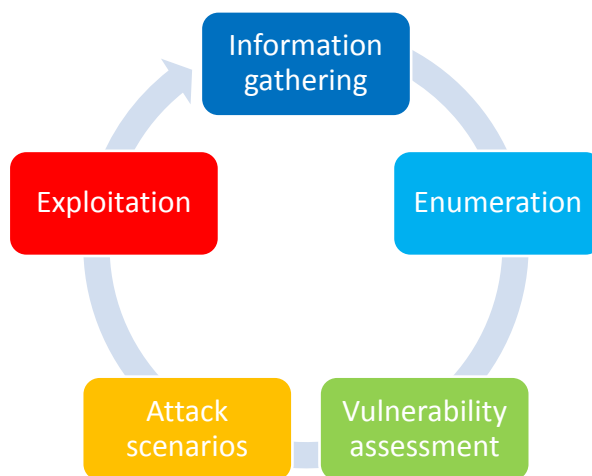 Information
gathering
Enumeration
Vulnerability
assessment
Attack
scenarios
Exploitation